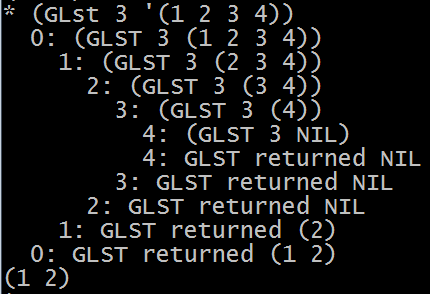 * (GLst 3 '(1 2 3 4))
  0: (GLST 3 (1 2 3 4))
    1: (GLST 3 (2 3 4))
      2: (GLST 3 (3 4))
        3: (GLST 3 (4))
          4: (GLST 3 NIL)
          4: GLST returned NIL
        3: GLST returned NIL
      2: GLST returned NIL
    1: GLST returned (2)
  0: GLST returned (1 2)
(1 2)